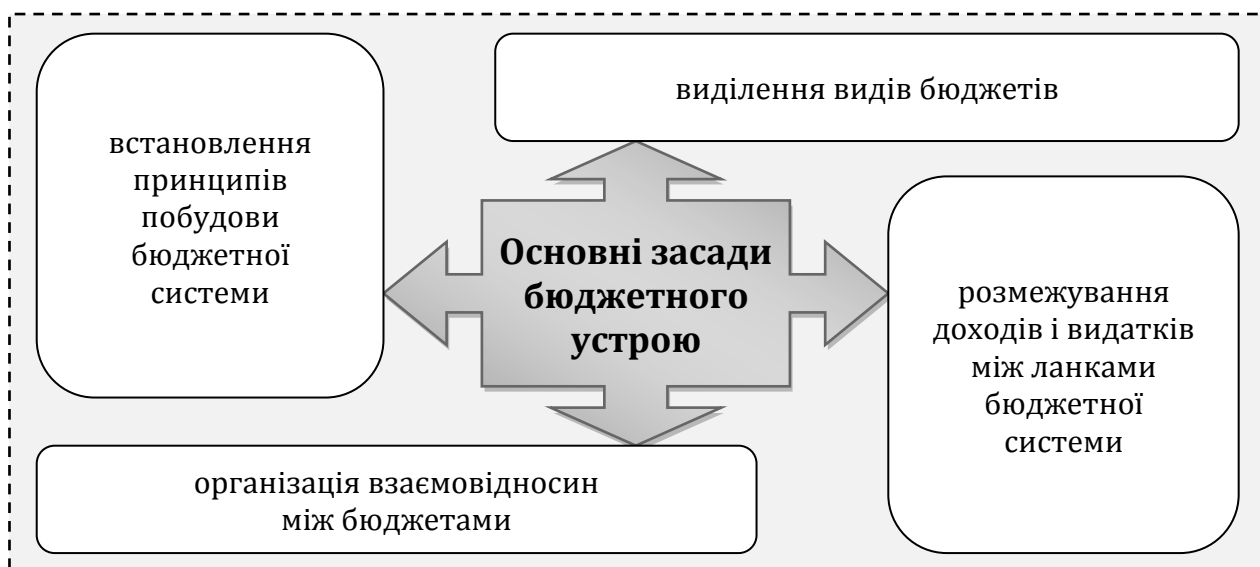 виділення видів бюджетів
встановлення
принципів
побудови
бюджетної
системи
Основні засади
бюджетного
устрою
розмежування
доходів і видатків
між ланками
бюджетної
системи
організація взаємовідносин
між бюджетами